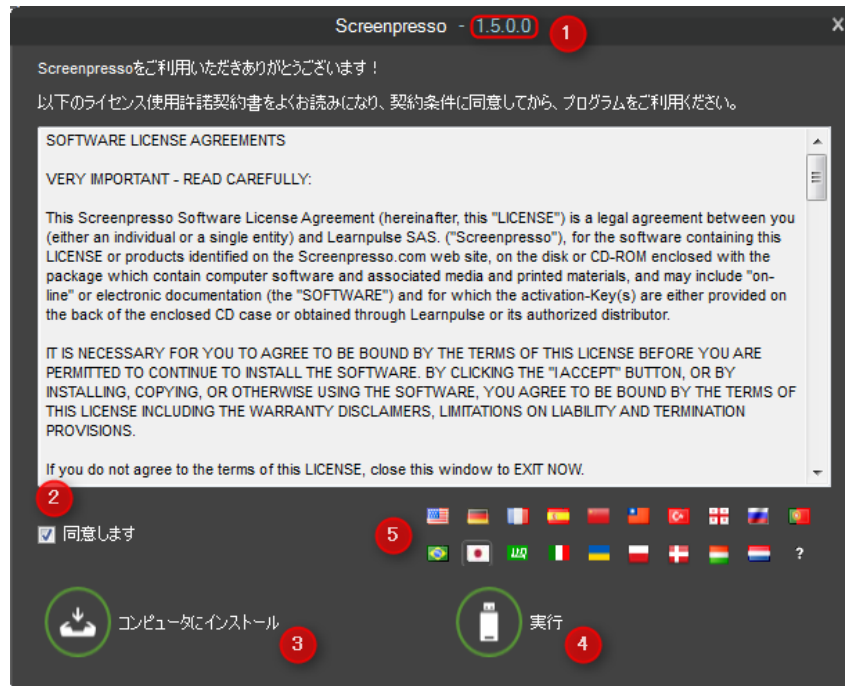 Screenpresso - 1.5.0.0
1
X
Screenpressoをご利用いただきありがとうございます!
以下のライセンス使用許諾契約書をよくお読みになり、契約条件に同意してから、プログラムをご利用ください。
SOFTWARE LICENSE AGREEMENTS
VERY IMPORTANT - READ CAREFULLY:
This Screenpresso Software License Agreement (hereinafter, this "LICENSE") is a legal agreement between you
(either an individual or a single entity) and Learnpulse SAS. ("Screenpresso"), for the software containing this
LICENSE or products identified on the Screenpresso.com web site, on the disk or CD-ROM enclosed with the
package which contain computer software and associated media and printed materials, and may include "on-
line" or electronic documentation (the "SOFTWARE") and for which the activation-Key(s) are either provided on
the back of the enclosed CD case or obtained through Learnpulse or its authorized distributor.
IT IS NECESSARY FOR YOU TO AGREE TO BE BOUND BY THE TERMS OF THIS LICENSE BEFORE YOU ARE
PERMITTED TO CONTINUE TO INSTALL THE SOFTWARE. BY CLICKING THE "I ACCEPT" BUTTON, OR BY
INSTALLING, COPYING, OR OTHERWISE USING THE SOFTWARE, YOU AGREE TO BE BOUND BY THE TERMS OF
THIS LICENSE INCLUDING THE WARRANTY DISCLAIMERS, LIMITATIONS ON LIABILITY AND TERMINATION
PROVISIONS.
If you do not agree to the terms of this LICENSE, close this window to EXIT NOW.
2
同意します
5
?
コンピュータにインストール
3
実行
4